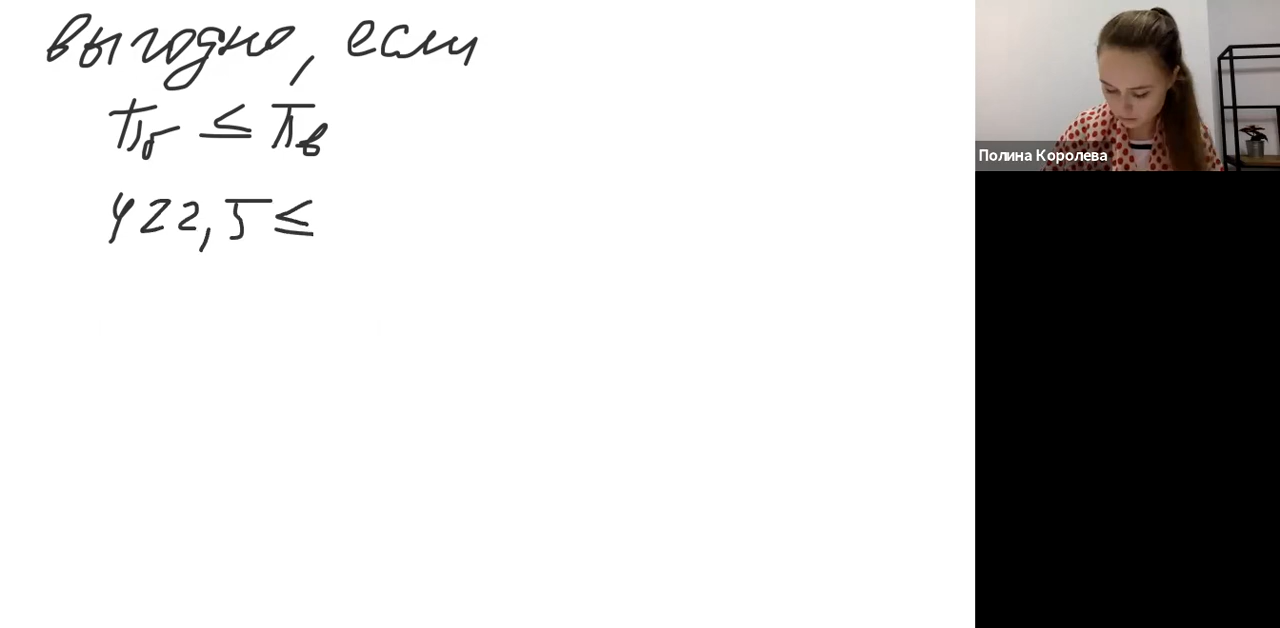 выгодно, если
πб ≤ πв
422,5 ≤
Полина Королева